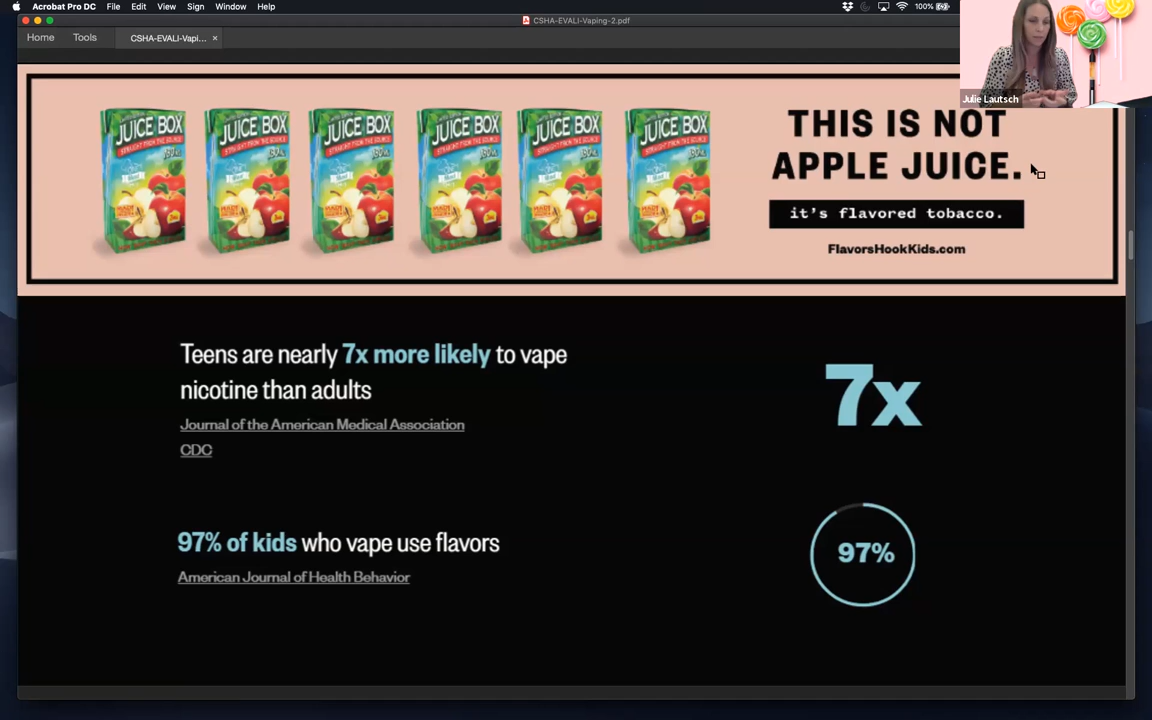 Acrobat Pro DC File Edit View Sign Window Help
100%
CSHA-EVALI-Vaping-2.pdf
Home Tools CSHA-EVALI-Vapi... ×
Julie Lautsch
JUICE BOX JUICE BOX JUICE BOX JUICE BOX JUICE BOX JUICE BOX
THIS IS NOT
APPLE JUICE.
it's flavored tobacco.
FlavorsHookKids.com
Teens are nearly 7x more likely to vape
nicotine than adults
Journal of the American Medical Association
CDC
7x
97% of kids who vape use flavors
American Journal of Health Behavior
97%